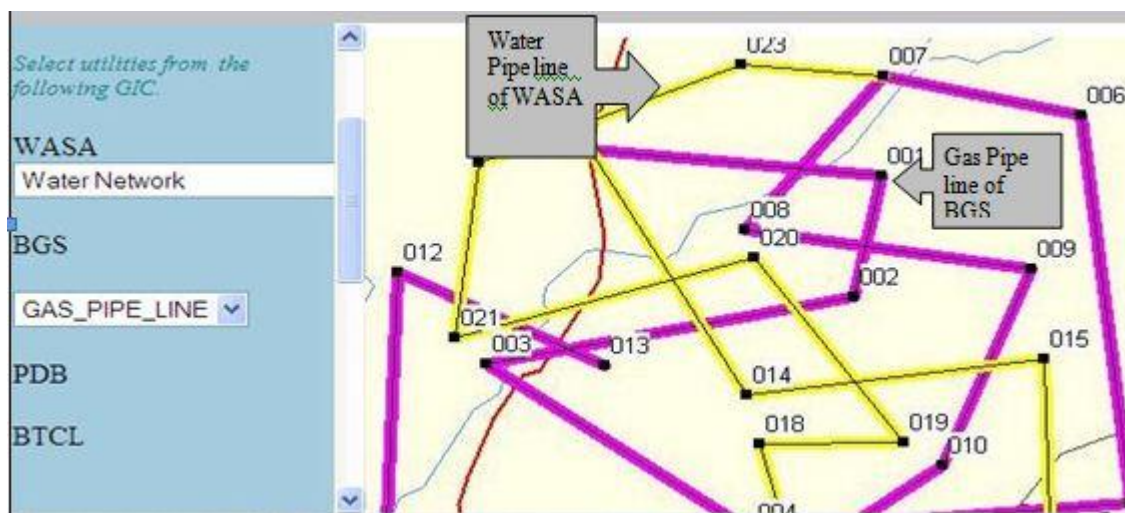 Select utilities from the
following GIC.
WASA
Water Network
BGS
GAS_PIPE_LINE
PDB
BTCL
Water
Pipe line
of WASA
Gas Pipe
line of
BGS
023
007
006
001
008
020
009
012
002
021
003
013
015
014
018
019
010
004